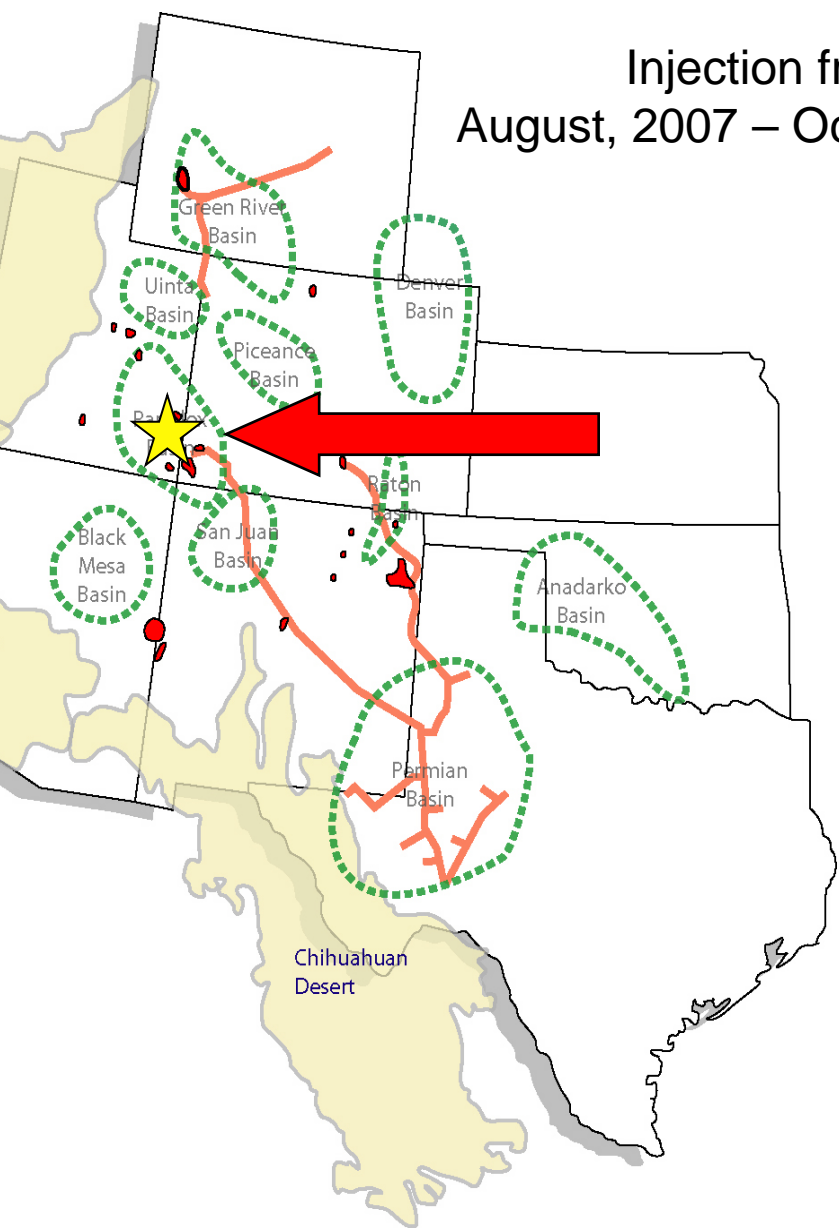 Injection fr
August, 2007 – Oc
Green River
Basin
Uinta
Basin
Denver
Basin
Piceance
Basin
Raton
Basin
San Juan
Basin
Black
Mesa
Basin
Anadarko
Basin
Permian
Basin
Chihuahuan
Desert